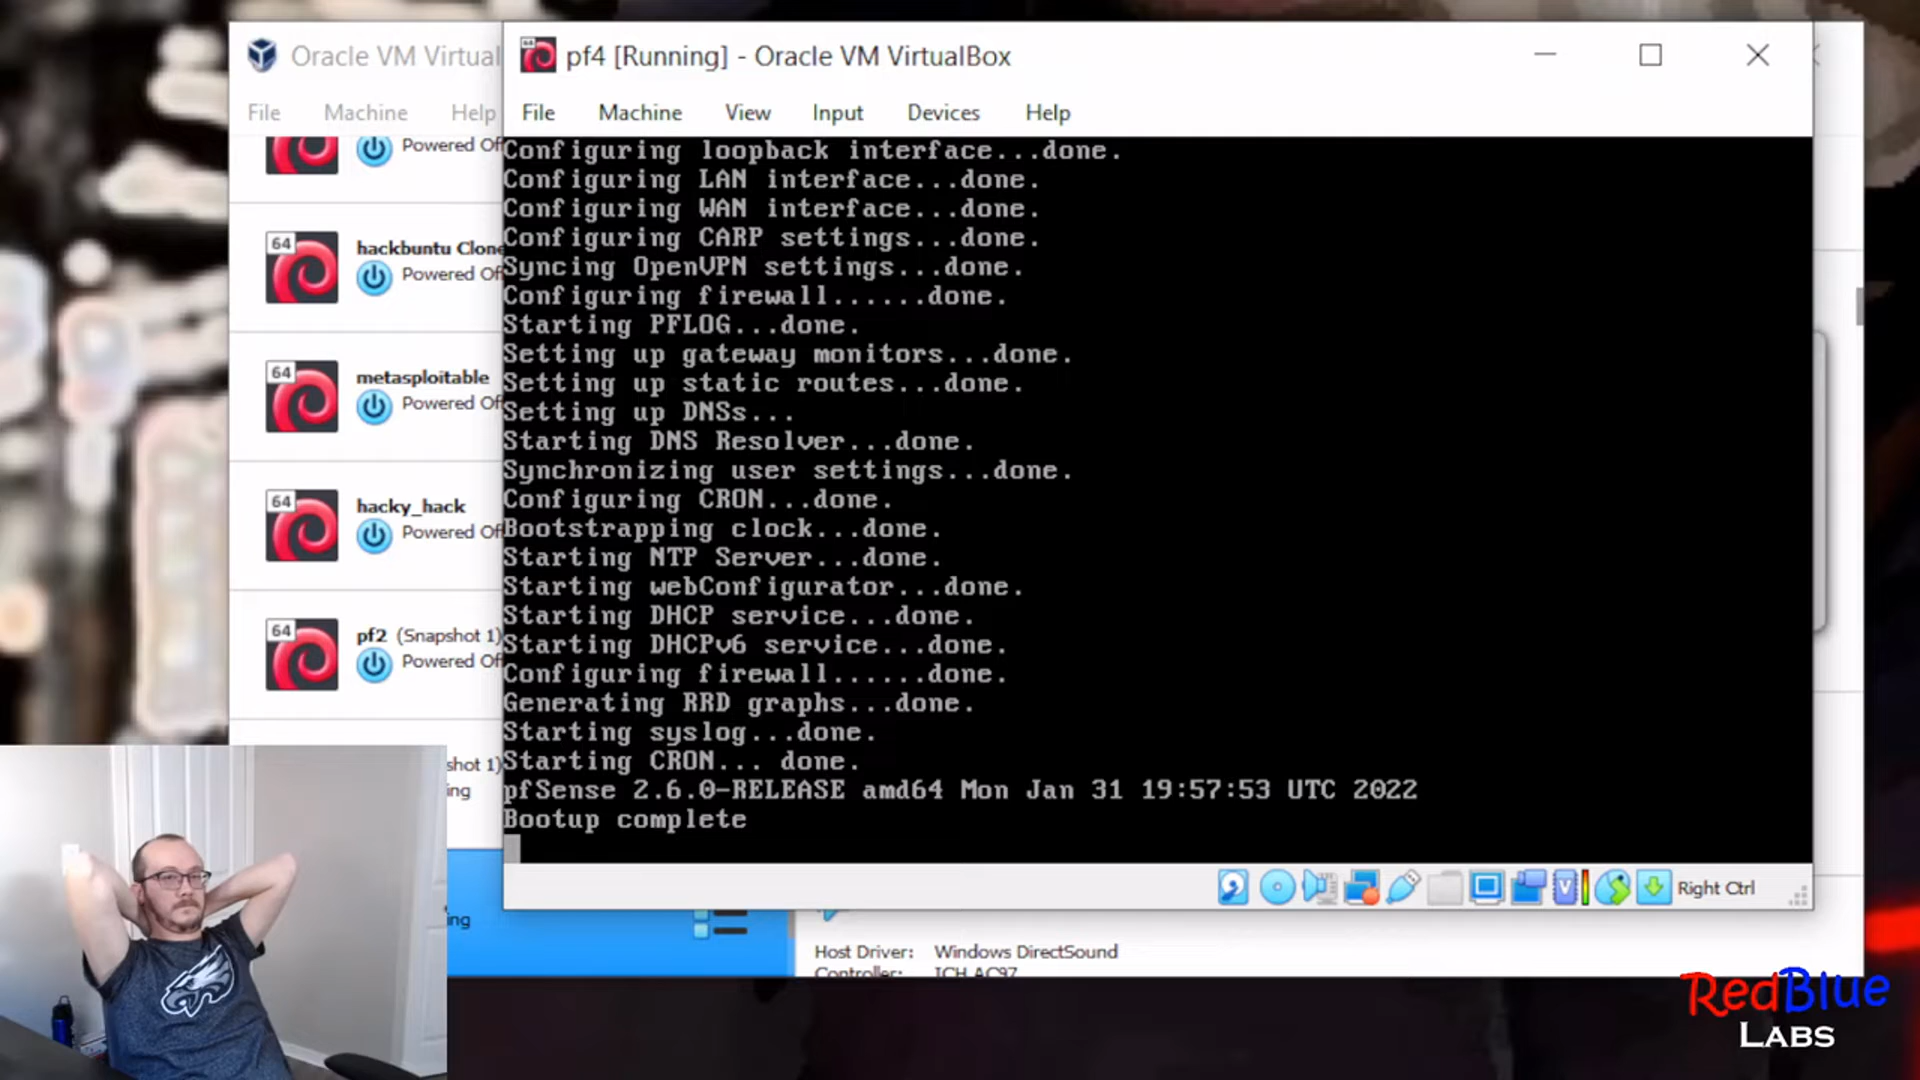 Oracle VM Virtual
File Machine Help
Powered Of
64
hackbuntu Clone
Powered Of
64
metasploitable
Powered Of
64
hacky_hack
Powered Of
64
pf2 (Snapshot 1)
Powered Of
shot 1)
ng
ng
64
pf4 [Running] - Oracle VM VirtualBox
File Machine View Input Devices Help
Configuring loopback interface...done.
Configuring LAN interface...done.
Configuring WAN interface...done.
Configuring CARP settings...done.
Syncing OpenVPN settings...done.
Configuring firewall......done.
Starting PFLOG...done.
Setting up gateway monitors...done.
Setting up static routes...done.
Setting up DNSs...
Starting DNS Resolver...done.
Synchronizing user settings...done.
Configuring CRON...done.
Bootstrapping clock...done.
Starting NTP Server...done.
Starting webConfigurator...done.
Starting DHCP service...done.
Starting DHCPv6 service...done.
Configuring firewall......done.
Generating RRD graphs...done.
Starting syslog...done.
Starting CRON... done.
pfSense 2.6.0-RELEASE amd64 Mon Jan 31 19:57:53 UTC 2022
Bootup complete
V
Right Ctrl
Host Driver: Windows DirectSound
Controller: ICH AC97
RedBlue
LABS